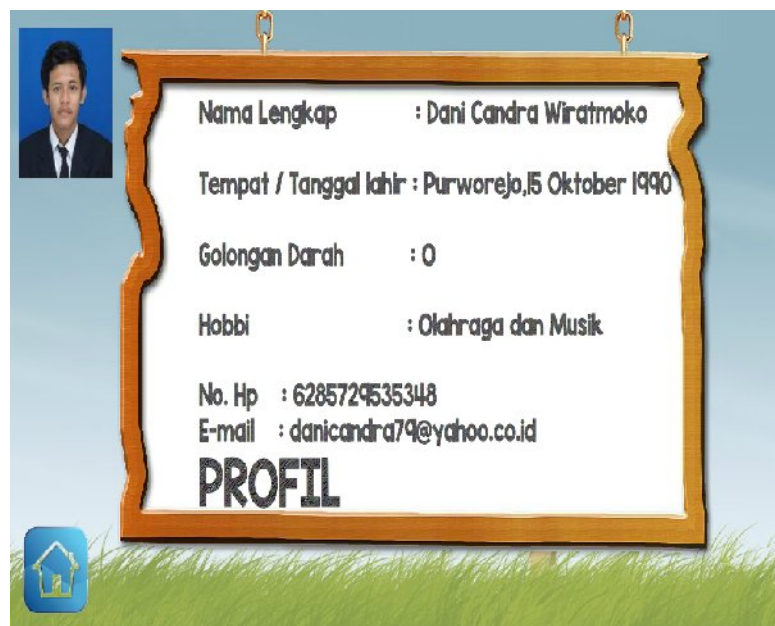 Nama Lengkap : Dani Candra Wiratmoko
Tempat / Tanggal lahir : Purworejo,15 Oktober 1990
Golongan Darah : O
Hobbi : Olahraga dan Musik
No. Hp : 6285729535348
E-mail : danicandra79@yahoo.co.id
PROFIL